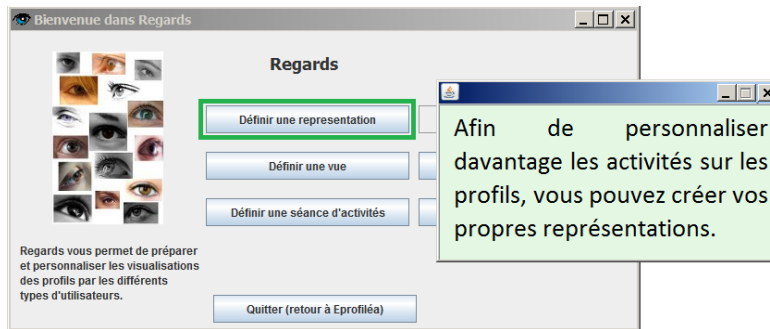 Bienvenue dans Regards
Regards
Définir une representation
Définir une vue
Définir une séance d'activités
Regards vous permet de préparer
et personnaliser les visualisations
des profils par les différents
types d'utilisateurs.
Quitter (retour à Eprofiléa)
Afin de personnaliser
davantage les activités sur les
profils, vous pouvez créer vos
propres représentations.